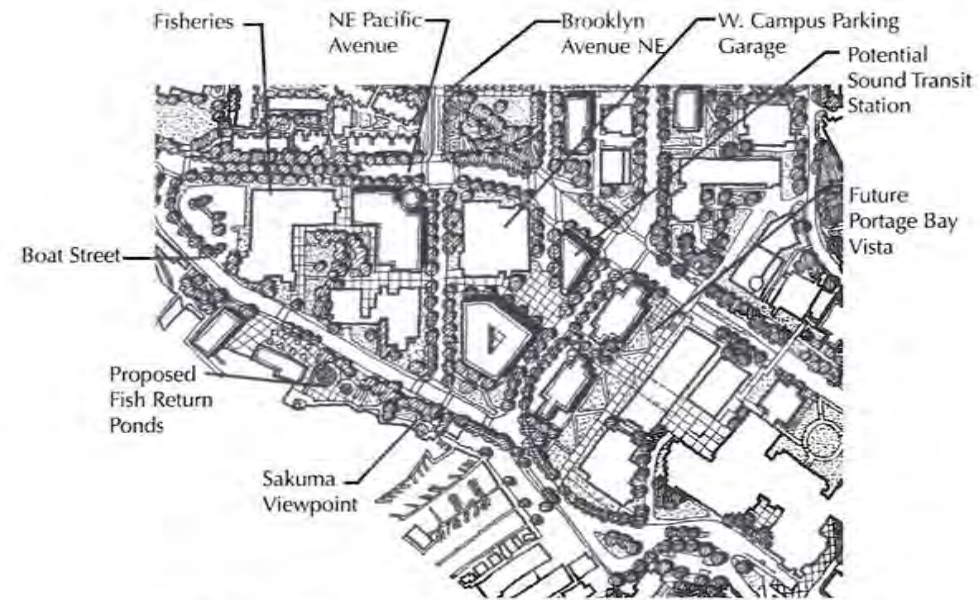 Fisheries
NE Pacific
Avenue
Brooklyn
Avenue NE
W. Campus Parking
Garage
Potential
Sound Transit
Station
Future
Portage Bay
Vista
Boat Street
Proposed
Fish Return
Ponds
Sakuma
Viewpoint